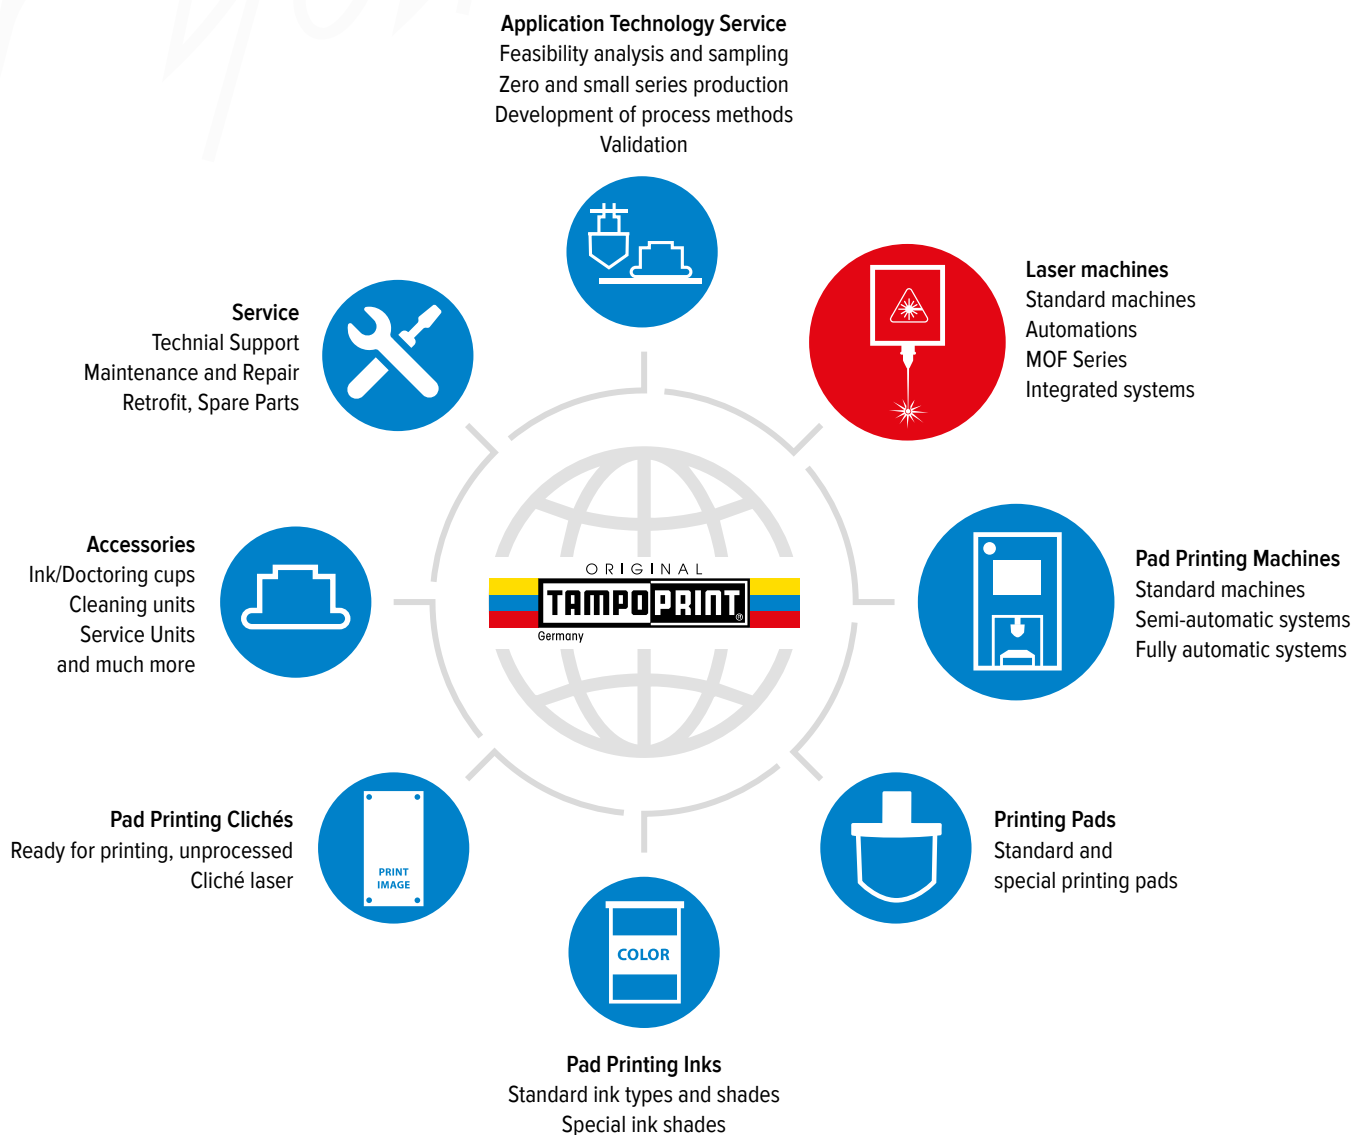 Application Technology Service
Feasibility analysis and sampling
Zero and small series production
Development of process methods
Validation
Laser machines
Standard machines
Automations
MOF Series
Integrated systems
Service
Technial Support
Maintenance and Repair
Retrofit, Spare Parts
Pad Printing Machines
Standard machines
Semi-automatic systems
Fully automatic systems
Accessories
Ink/Doctoring cups
Cleaning units
Service Units
and much more
ORIGINAL
TAMPOPRINT®
Germany
Pad Printing Clichés
Ready for printing, unprocessed
Cliché laser
PRINT
IMAGE
Printing Pads
Standard and
special printing pads
COLOR
Pad Printing Inks
Standard ink types and shades
Special ink shades